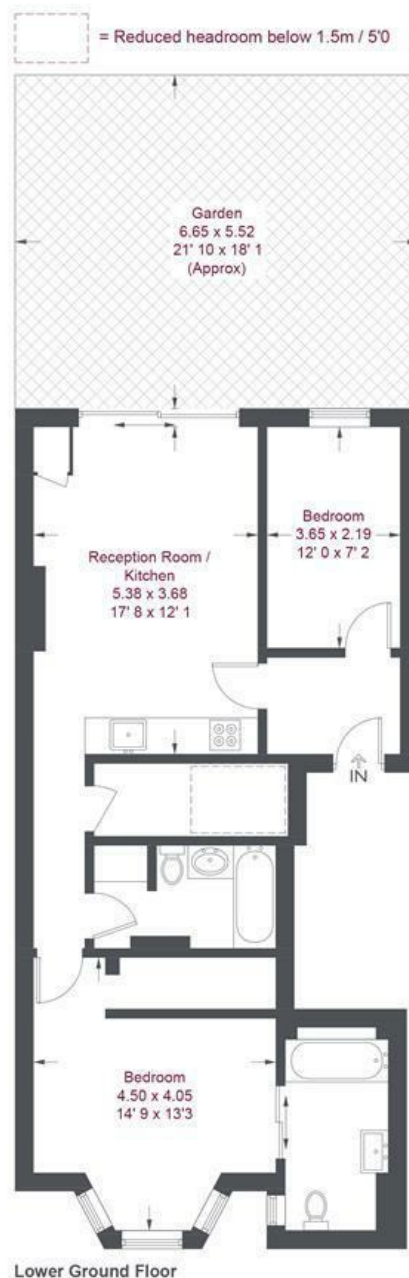 = Reduced headroom below 1.5m / 5'0
Garden
6.65 x 5.52
21' 10 x 18' 1
(Approx)
Bedroom
3.65 x 2.19
12' 0 x 7' 2
Reception Room /
Kitchen
5.38 x 3.68
17' 8 x 12' 1
IN
Bedroom
4.50 x 4.05
14' 9 x 13'3
Lower Ground Floor